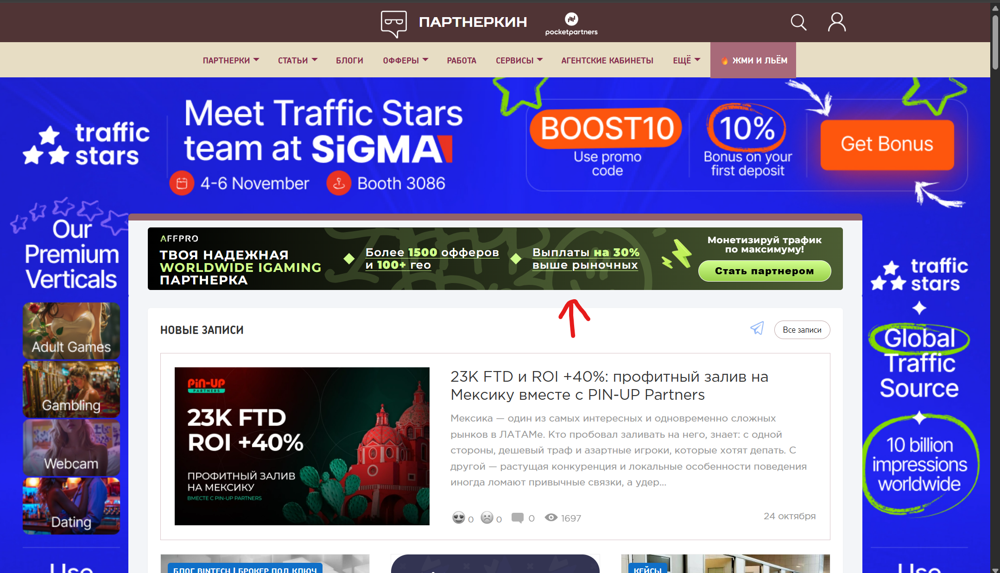 ПАРТНЕРКИН
pocketpartners
ПАРТНЕРКИ СТАТЬИ БЛОГИ ОФФЕРЫ РАБОТА СЕРВИСЫ АГЕНТСКИЕ КАБИНЕТЫ ЕЩЁ ЖМИ И ЛЬЁМ
traffic
stars
Meet Traffic Stars
team at SiGMA
4-6 November Booth 3086
BOOST10
Use promo
code
10%
Bonus on your
first deposit
Get Bonus
Our
Premium
Verticals
Adult Games
Gambling
Webcam
Dating
Use
AFFPRO
ТВОЯ НАДЕЖНАЯ
WORLDWIDE IGAMING
ПАРТНЕРКА
Более 1500 офферов
и 100+ гео
Выплаты на 30%
выше рыночных
Монетизируй трафик
по максимуму!
Стать партнером
НОВЫЕ ЗАПИСИ
Все записи
PiN-UP
PARTNERS
23K FTD
ROI +40%
ПРОФИТНЫЙ ЗАЛИВ
НА МЕКСИКУ
ВМЕСТЕ С PIN-UP PARTNERS
23K FTD и ROI +40%: профитный залив на
Мексику вместе с PIN-UP Partners
Мексика — один из самых интересных и одновременно сложных
рынков в ЛАТАМе. Кто пробовал заливать на него, знает: с одной
стороны, дешевый траф и азартные игроки, которые хотят депать. С
другой — растущая конкуренция и локальные особенности поведения
иногда ломают привычные связки, а удер...
0 0 0 1697
24 октября
БЛОГ BINTECH | БРОКЕР ПОД КЛЮЧ
КЕЙСЫ
traffic
stars
Global
Traffic
Source
10 billion
impressions
worldwide
Use